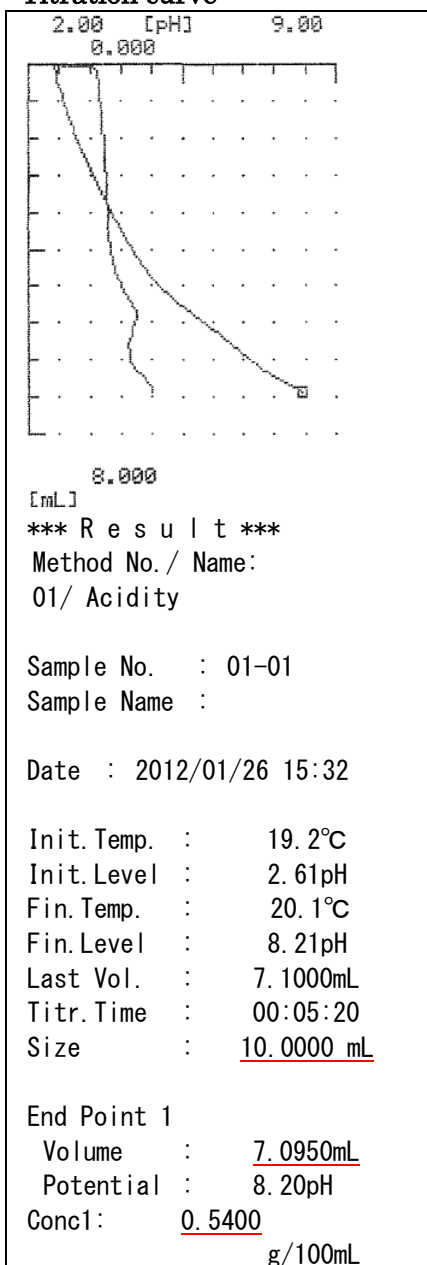 Titration curve
2.00 [pH] 9.00
0.000
8.000
[mL]
*** R e s u l t ***
Method No./ Name:
01/ Acidity
Sample No. : 01-01
Sample Name :
Date : 2012/01/26 15:32
Init.Temp. : 19.2℃
Init.Level : 2.61pH
Fin.Temp. : 20.1℃
Fin.Level : 8.21pH
Last Vol. : 7.1000mL
Titr.Time : 00:05:20
Size : 10.0000 mL
End Point 1
Volume : 7.0950mL
Potential : 8.20pH
Conc1: 0.5400
g/100mL